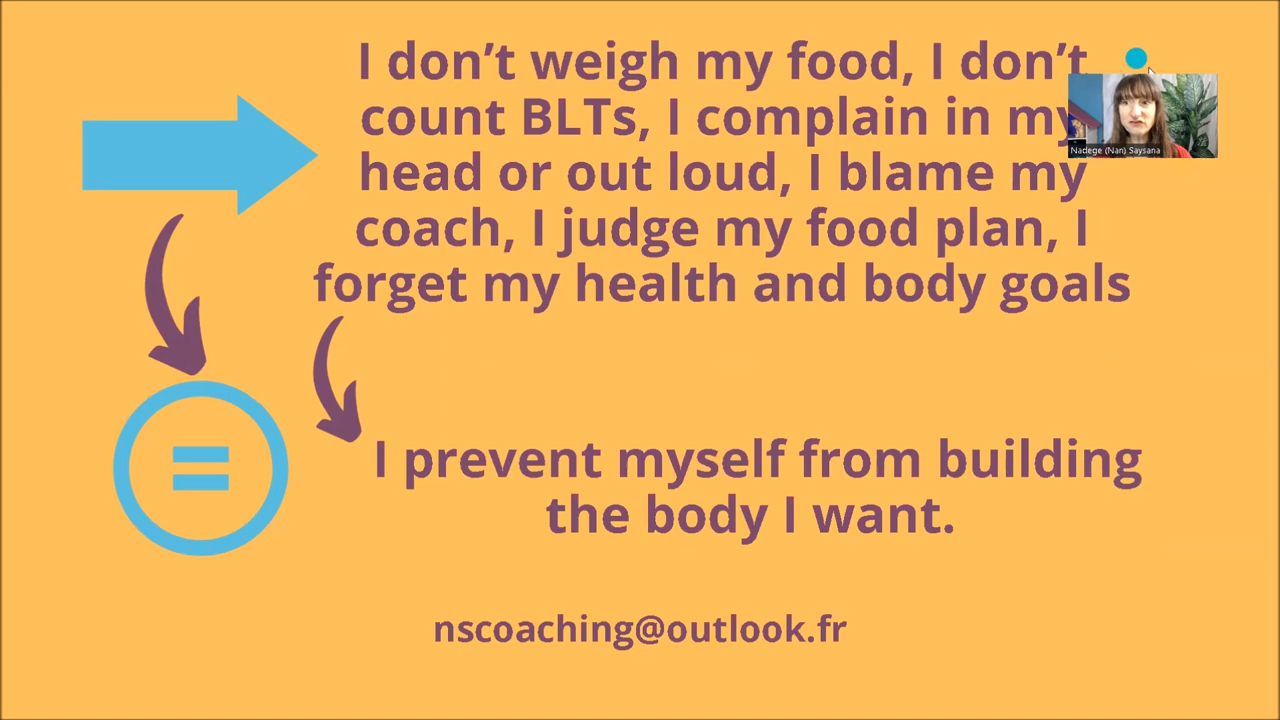 I don’t weigh my food, I don’t
count BLTs, I complain in my
head or out loud, I blame my
coach, I judge my food plan, I
forget my health and body goals
I prevent myself from building
the body I want.
nscoaching@outlook.fr
Nadege (Nan) Saysana